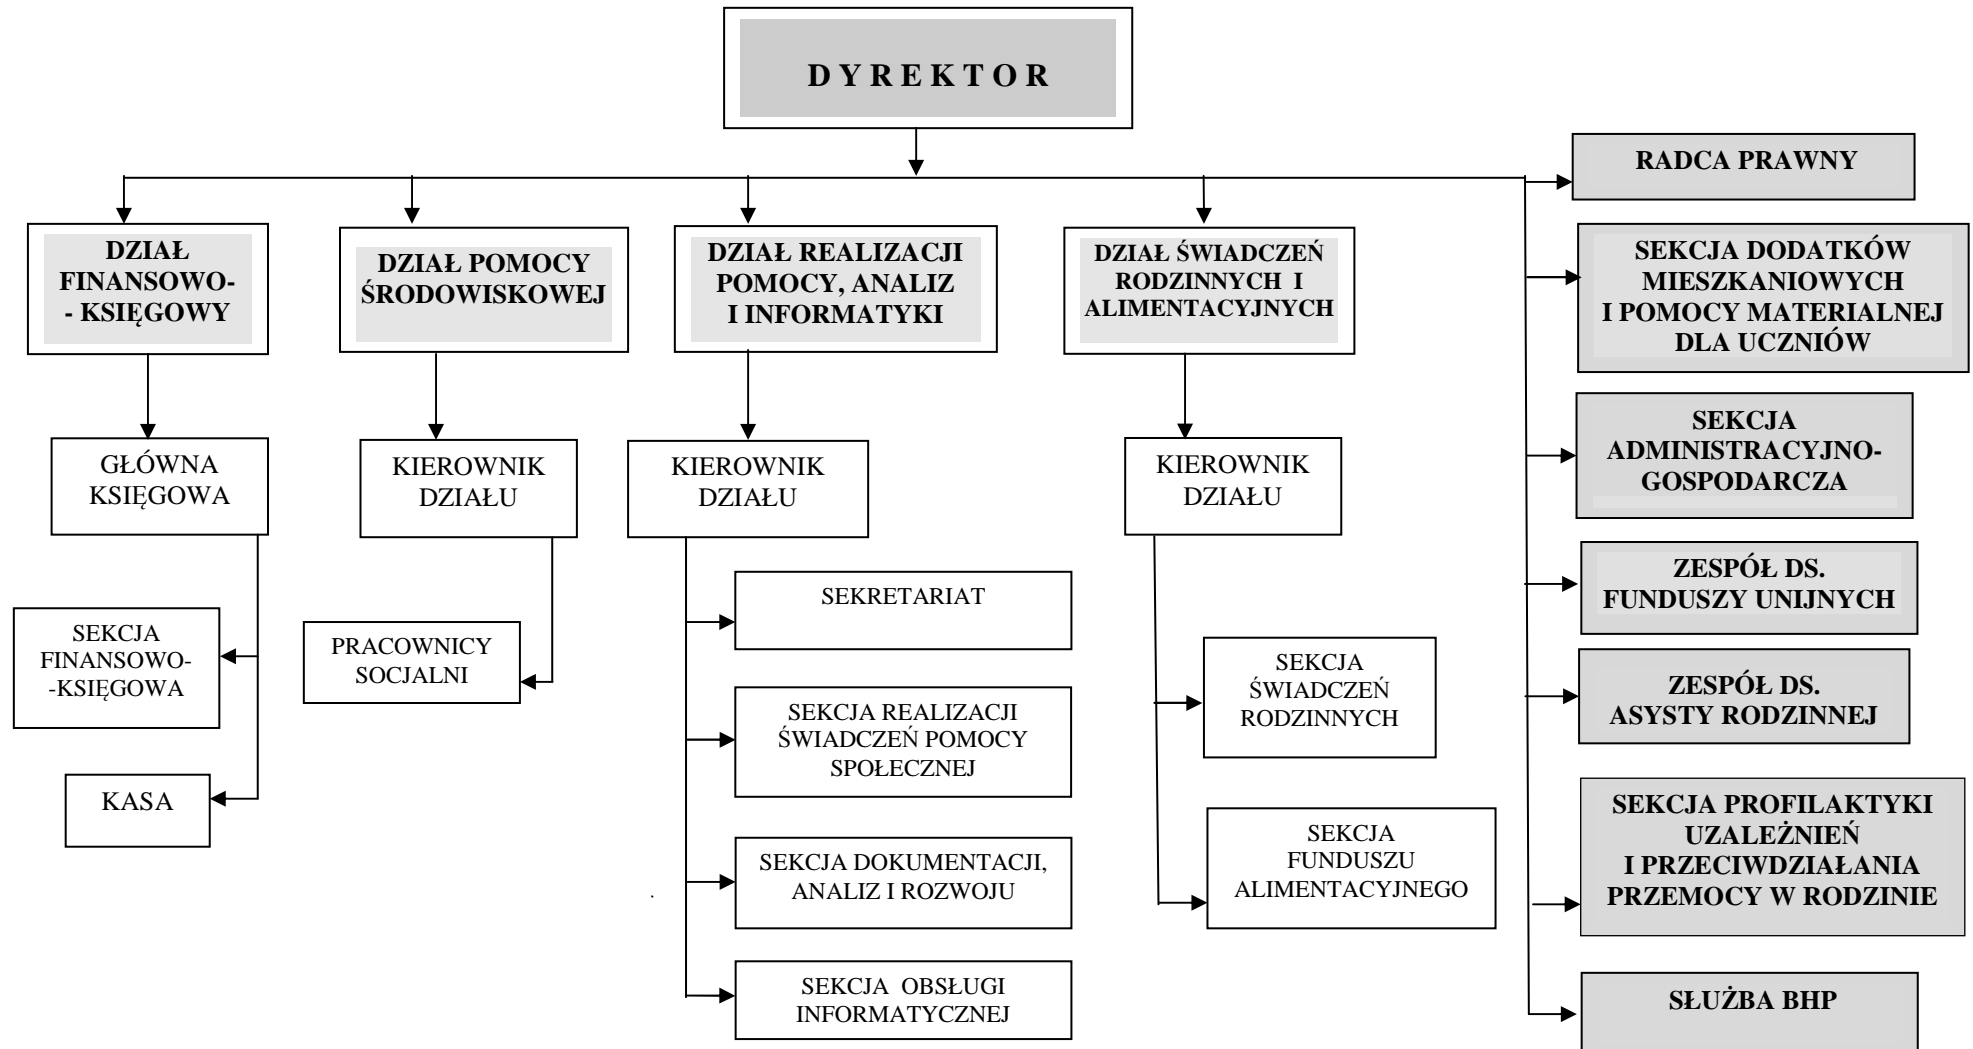 D Y R E K T O R
RADCA PRAWNY
DZIAŁ
FINANSOWO-
- KSIĘGOWY
DZIAŁ POMOCY
ŚRODOWISKOWEJ
DZIAŁ REALIZACJI
POMOCY, ANALIZ
I INFORMATYKI
DZIAŁ ŚWIADCZEŃ
RODZINNYCH I
ALIMENTACYJNYCH
SEKCJA DODATKÓW
MIESZKANIOWYCH
I POMOCY MATERIALNEJ
DLA UCZNIÓW
SEKCJA
ADMINISTRACYJNO-
GOSPODARCZA
GŁÓWNA
KSIĘGOWA
KIEROWNIK
DZIAŁU
KIEROWNIK
DZIAŁU
KIEROWNIK
DZIAŁU
ZESPÓŁ DS.
FUNDUSZY UNIJNYCH
SEKCJA
FINANSOWO-
-KSIĘGOWA
PRACOWNICY
SOCJALNI
SEKRETARIAT
SEKCJA
ŚWIADCZEŃ
RODZINNYCH
ZESPÓŁ DS.
ASYSTY RODZINNEJ
KASA
SEKCJA REALIZACJI
ŚWIADCZEŃ POMOCY
SPOŁECZNEJ
SEKCJA PROFILAKTYKI
UZALEŻNIEŃ
I PRZECIWDZIAŁANIA
PRZEMOCY W RODZINIE
SEKCJA DOKUMENTACJI,
ANALIZ I ROZWOJU
SEKCJA
FUNDUSZU
ALIMENTACYJNEGO
SEKCJA OBSŁUGI
INFORMATYCZNEJ
SŁUŻBA BHP